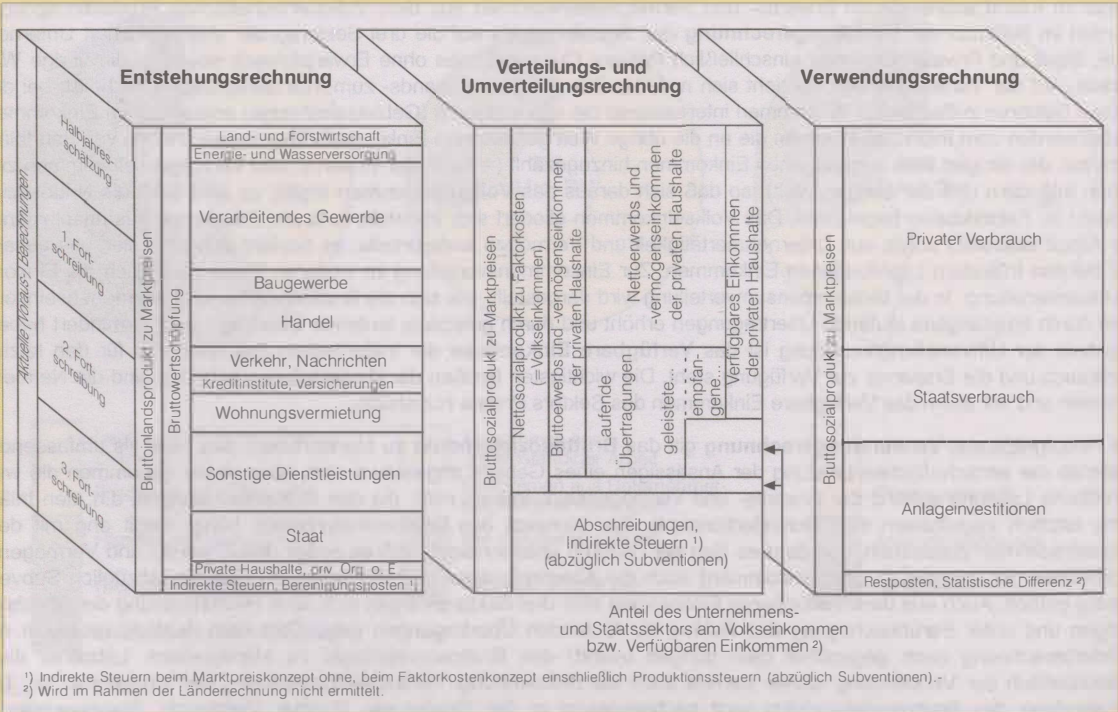 Entstehungsrechnung
Halbjahres-
schätzung
1. Fort-
schreibung
2. Fort-
schreibung
3. Fort-
schreibung
Aktuelle (voraus) Berechnungen
Bruttoinlandsprodukt zu Marktpreisen
Bruttowertschöpfung
Land- und Forstwirtschaft
Energie- und Wasserversorgung
Verarbeitendes Gewerbe
Baugewerbe
Handel
Verkehr, Nachrichten
Kreditinstitute, Versicherungen
Wohnungsvermietung
Sonstige Dienstleistungen
Staat
Private Haushalte, priv. Org. o. E.
Indirekte Steuern, Bereinigungsposten ¹)
Verteilungs- und
Umverteilungsrechnung
Bruttosozialprodukt zu Marktpreisen
Nettosozialprodukt zu Faktorkosten
(Volkseinkommen)
Bruttoerwerbs- und -vermögenseinkommen
der privaten Haushalte
Laufende
Übertragungen
geleistete,
empfan-
gene...
Nettoerwerbs und
-vermögenseinkommen
der privaten Haushalte
Verfügbares Einkommen
der privaten Haushalte
Abschreibungen,
indirekte Steuern ¹)
(abzüglich Subventionen)
Anteil des Unternehmens-
und Staatssektors am Volkseinkommen
bzw. Verfügbaren Einkommen ²)
Verwendungsrechnung
Bruttosozialprodukt zu Marktpreisen
Privater Verbrauch
Staatsverbrauch
Anlageinvestitionen
Restposten, Statistische Differenz ²)
¹) Indirekte Steuern beim Marktpreiskonzept ohne, beim Faktorkostenkonzept einschließlich Produktionssteuern (abzüglich Subventionen).-
²) Wird im Rahmen der Länderrechnung nicht ermittelt.